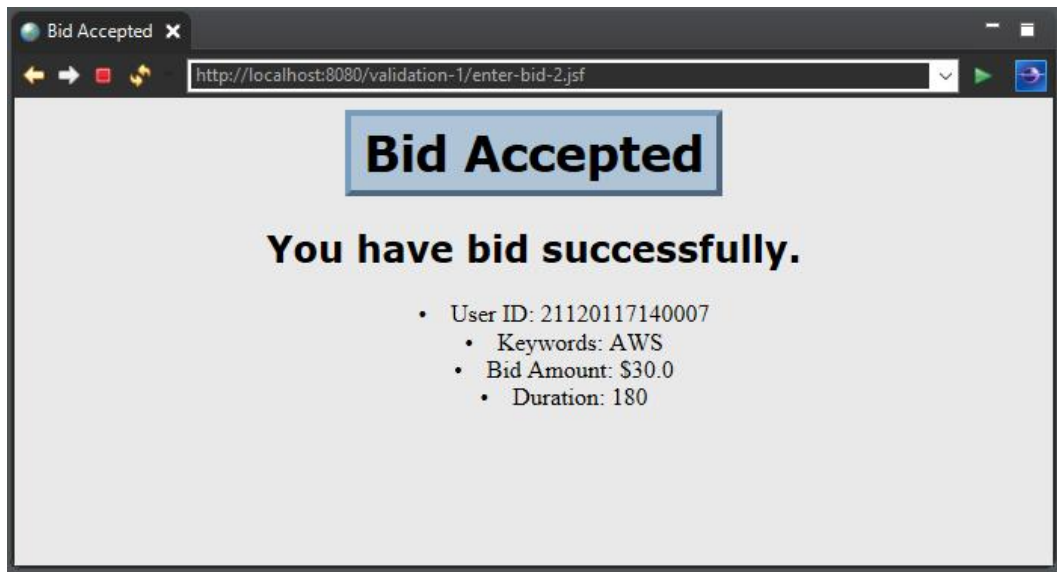 Bid Accepted
http://localhost:8080/validation-1/enter-bid-2.jsf
Bid Accepted
You have bid successfully.
• User ID: 21120117140007
• Keywords: AWS
• Bid Amount: $30.0
• Duration: 180